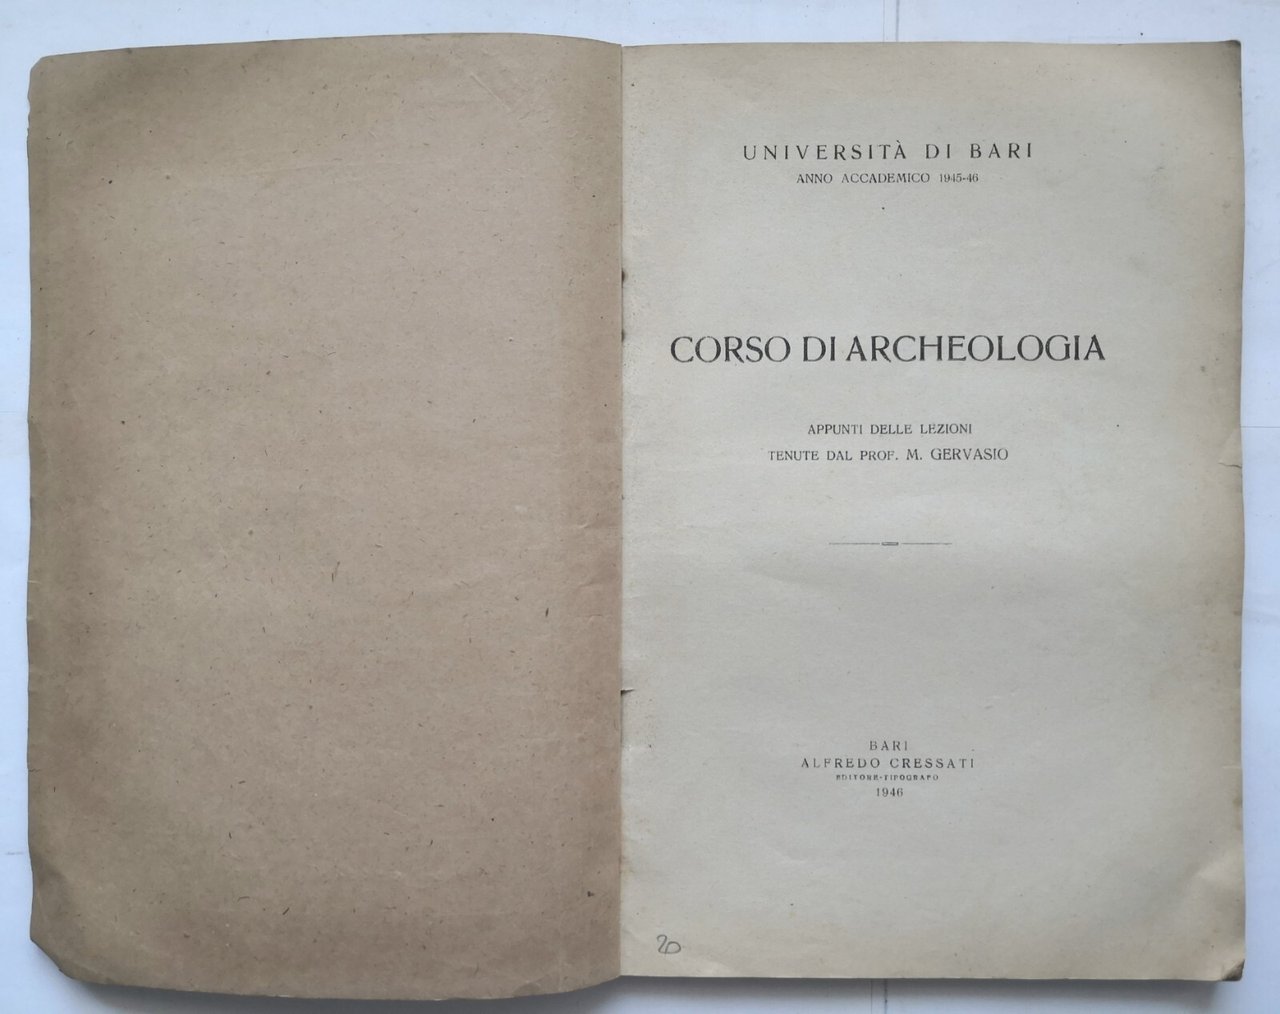 UNIVERSITÀ DI BARI
ANNO ACCADEMICO 1945-46
CORSO DI ARCHEOLOGIA
APPUNTI DELLE LEZIONI
TENUTE DAL PROF. M. GERVASIO
BARI
ALFREDO CRESSATI
EDITORE-TIPOGRAFO
1946
20